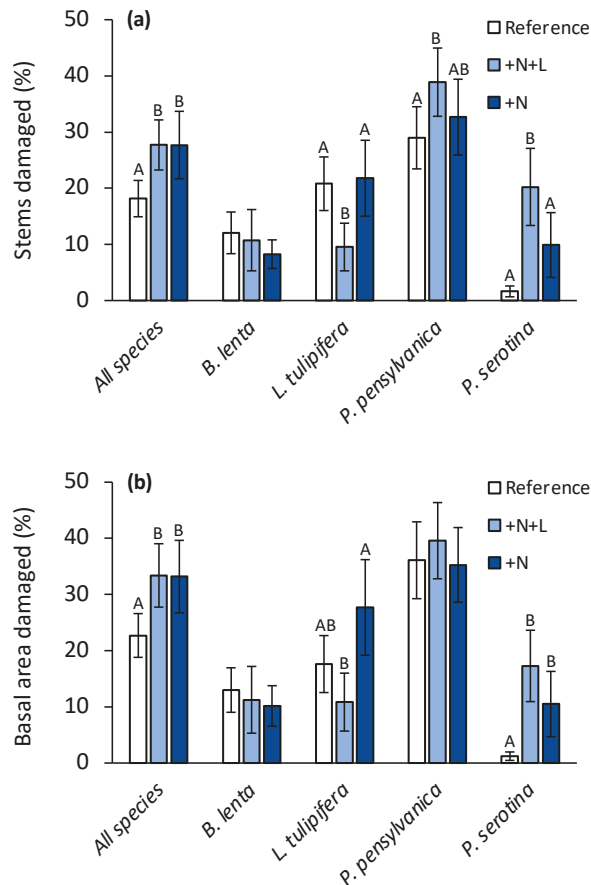 (a)
Reference
+N+L
+N
Stems damaged (%)
50
40
30
20
10
0
A B B
A B A
A B AB
A B A
All species
B. lenta
L. tulipifera
P. pensylvanica
P. serotina
(b)
Reference
+N+L
+N
Basal area damaged (%)
50
40
30
20
10
0
A B B
AB B A
A B B
All species
B. lenta
L. tulipifera
P. pensylvanica
P. serotina